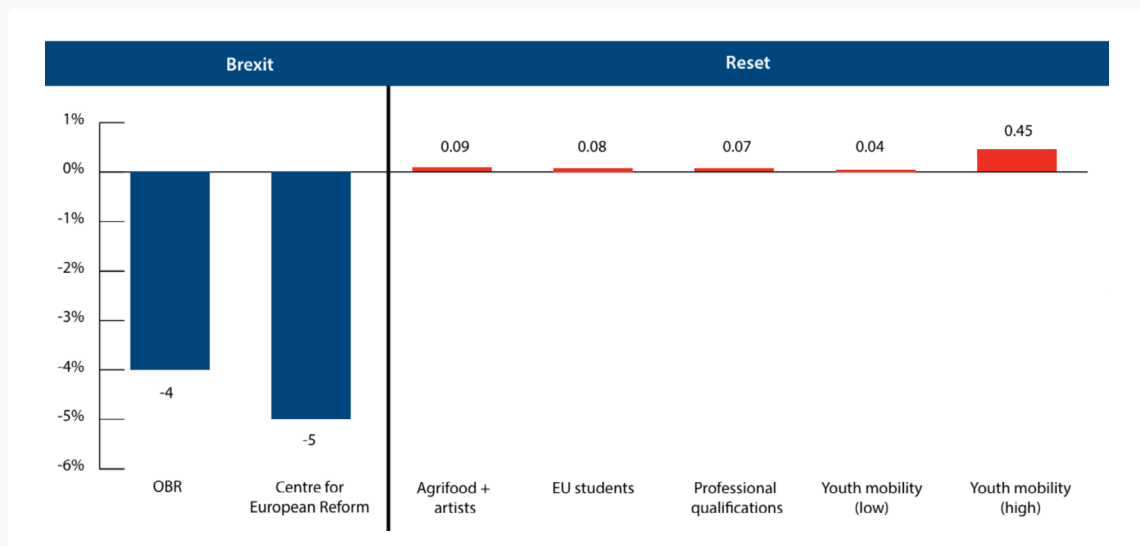 Brexit
Reset
1%
0%
-1%
-2%
-3%
-4%
-5%
-6%
-4
-5
0.09
0.08
0.07
0.04
0.45
OBR
Centre for
European Reform
Agrifood +
artists
EU students
Professional
qualifications
Youth mobility
(low)
Youth mobility
(high)